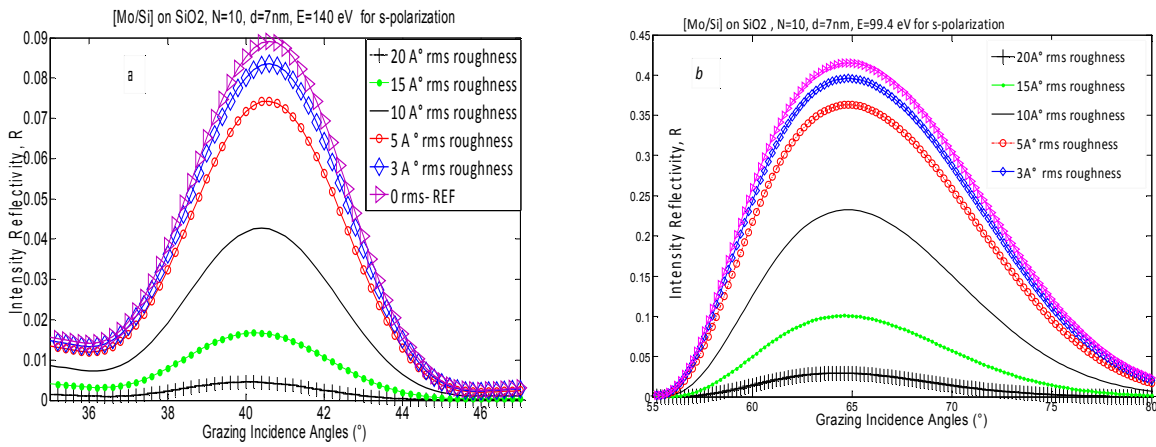 [Mo/Si] on SiO2, N=10, d=7nm, E=140 eV for s-polarization
0.09
0.08
0.07
0.06
0.05
0.04
0.03
0.02
0.01
0
Intensity Reflectivity, R
a
20 A° rms roughness
15 A° rms roughness
10 A° rms roughness
5 A° rms roughness
3 A° rms roughness
0 rms- REF
36
38
40
42
44
46
Grazing Incidence Angles (°)
[Mo/Si] on SiO2 , N=10, d=7nm, E=99.4 eV for s-polarization
0.45
0.4
0.35
0.3
0.25
0.2
0.15
0.1
0.05
0
Intensity Reflectivity, R
b
20A° rms roughness
15A° rms roughness
10A° rms roughness
5A° rms roughness
3A° rms roughness
55
60
65
70
75
80
Grazing Incidence Angles (°)